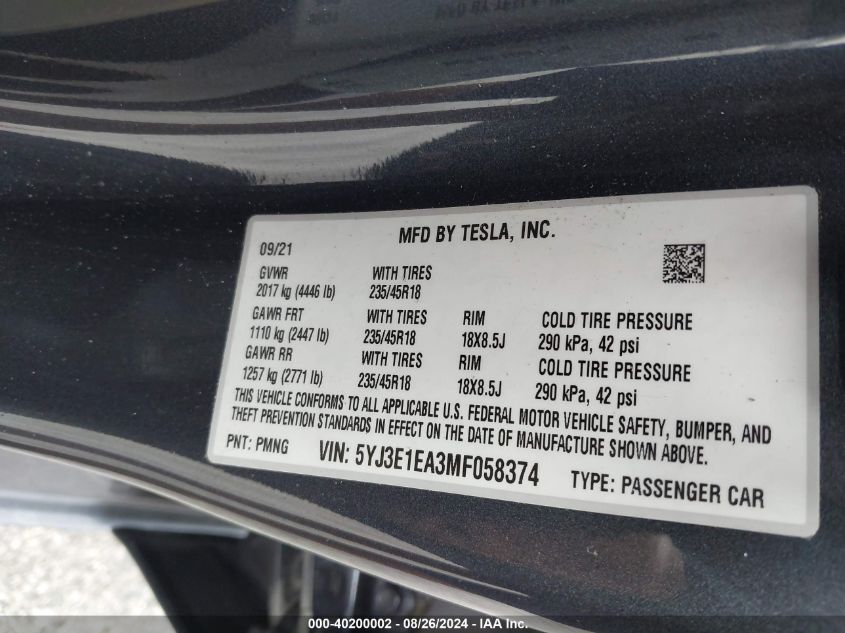 MFD BY TESLA, INC.
09/21
GVWR WITH TIRES
2017 kg (4446 lb) 235/45R18
GAWR FRT WITH TIRES RIM COLD TIRE PRESSURE
1110 kg (2447 lb) 235/45R18 18X8.5J 290 kPa, 42 psi
GAWR RR WITH TIRES RIM COLD TIRE PRESSURE
1257 kg (2771 lb) 235/45R18 18X8.5J 290 kPa, 42 psi
THIS VEHICLE CONFORMS TO ALL APPLICABLE U.S. FEDERAL MOTOR VEHICLE SAFETY, BUMPER, AND
THEFT PREVENTION STANDARDS IN EFFECT ON THE DATE OF MANUFACTURE SHOWN ABOVE.
PNT: PMNG VIN: 5YJ3E1EA3MF058374 TYPE: PASSENGER CAR
000-40200002 - 08/26/2024 - IAA Inc.